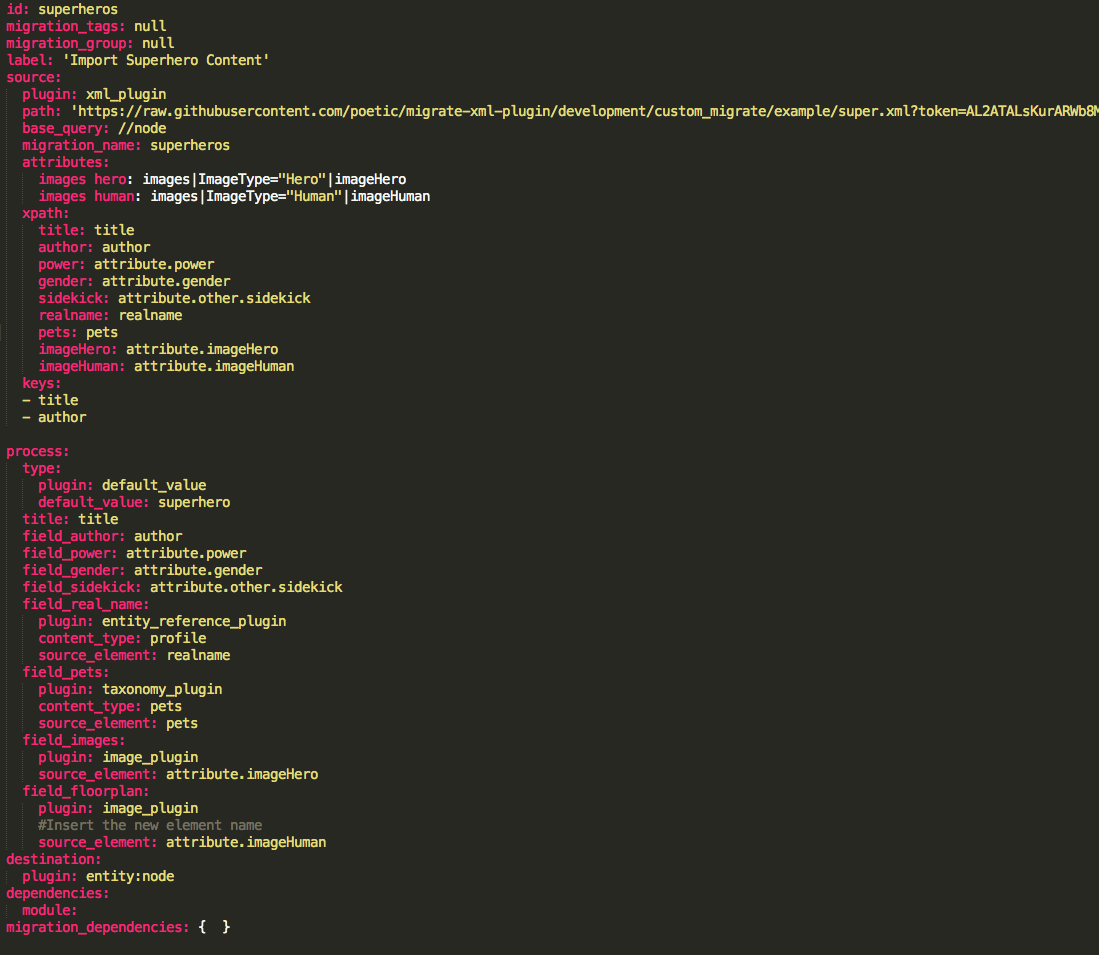 id: superheros
migration_tags: null
migration_group: null
label: 'Import Superhero Content'
source:
  plugin: xml_plugin
  path: 'https://raw.githubusercontent.com/poetic/migrate-xml-plugin/development/custom_migrate/example/super.xml?token=AL2ATALsKurARWb8M
  base_query: //node
  migration_name: superheros
  attributes:
    images hero: images|ImageType="Hero"|imageHero
    images human: images|ImageType="Human"|imageHuman
  xpath:
    title: title
    author: author
    power: attribute.power
    gender: attribute.gender
    sidekick: attribute.other.sidekick
    realname: realname
    pets: pets
    imageHero: attribute.imageHero
    imageHuman: attribute.imageHuman
  keys:
  - title
  - author

process:
  type:
    plugin: default_value
    default_value: superhero
  title: title
  field_author: author
  field_power: attribute.power
  field_gender: attribute.gender
  field_sidekick: attribute.other.sidekick
  field_real_name:
    plugin: entity_reference_plugin
    content_type: profile
    source_element: realname
  field_pets:
    plugin: taxonomy_plugin
    content_type: pets
    source_element: pets
  field_images:
    plugin: image_plugin
    source_element: attribute.imageHero
  field_floorplan:
    plugin: image_plugin
    #Insert the new element name
    source_element: attribute.imageHuman
destination:
  plugin: entity:node
dependencies:
  module:
migration_dependencies: {  }